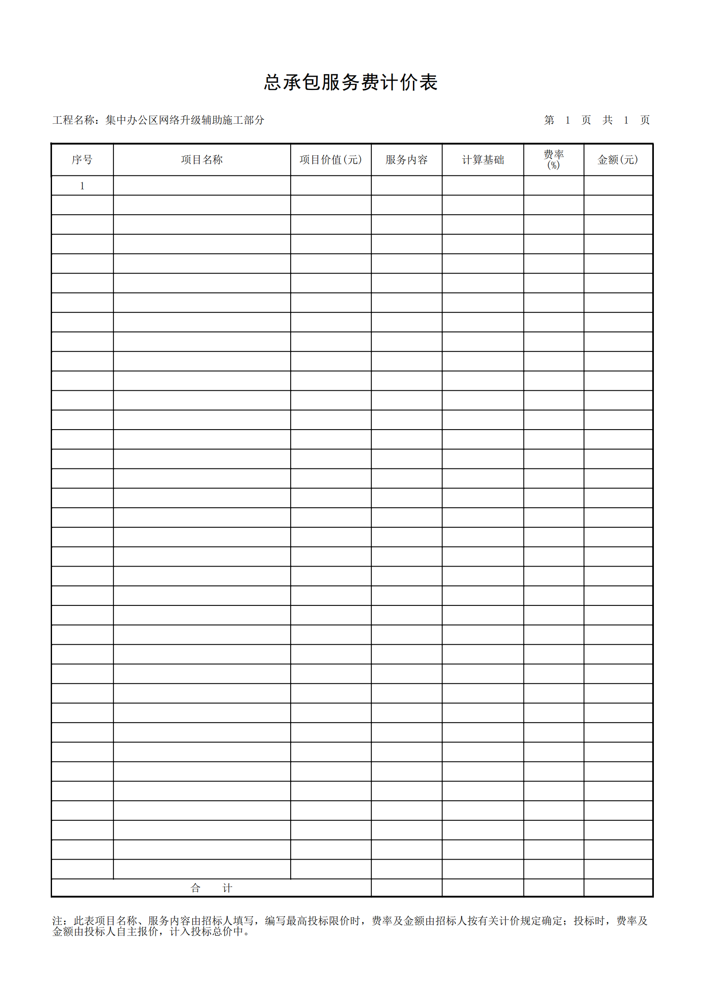 总承包服务费计价表
工程名称：集中办公区网络升级辅助施工部分 第 1 页 共 1 页
序号 项目名称 项目价值(元) 服务内容 计算基础 费率(%) 金额(元)
1
合 计
注：此表项目名称、服务内容由招标人填写，编写最高投标限价时，费率及金额由招标人按有关计价规定确定；投标时，费率及
金额由投标人自主报价，计入投标总价中。